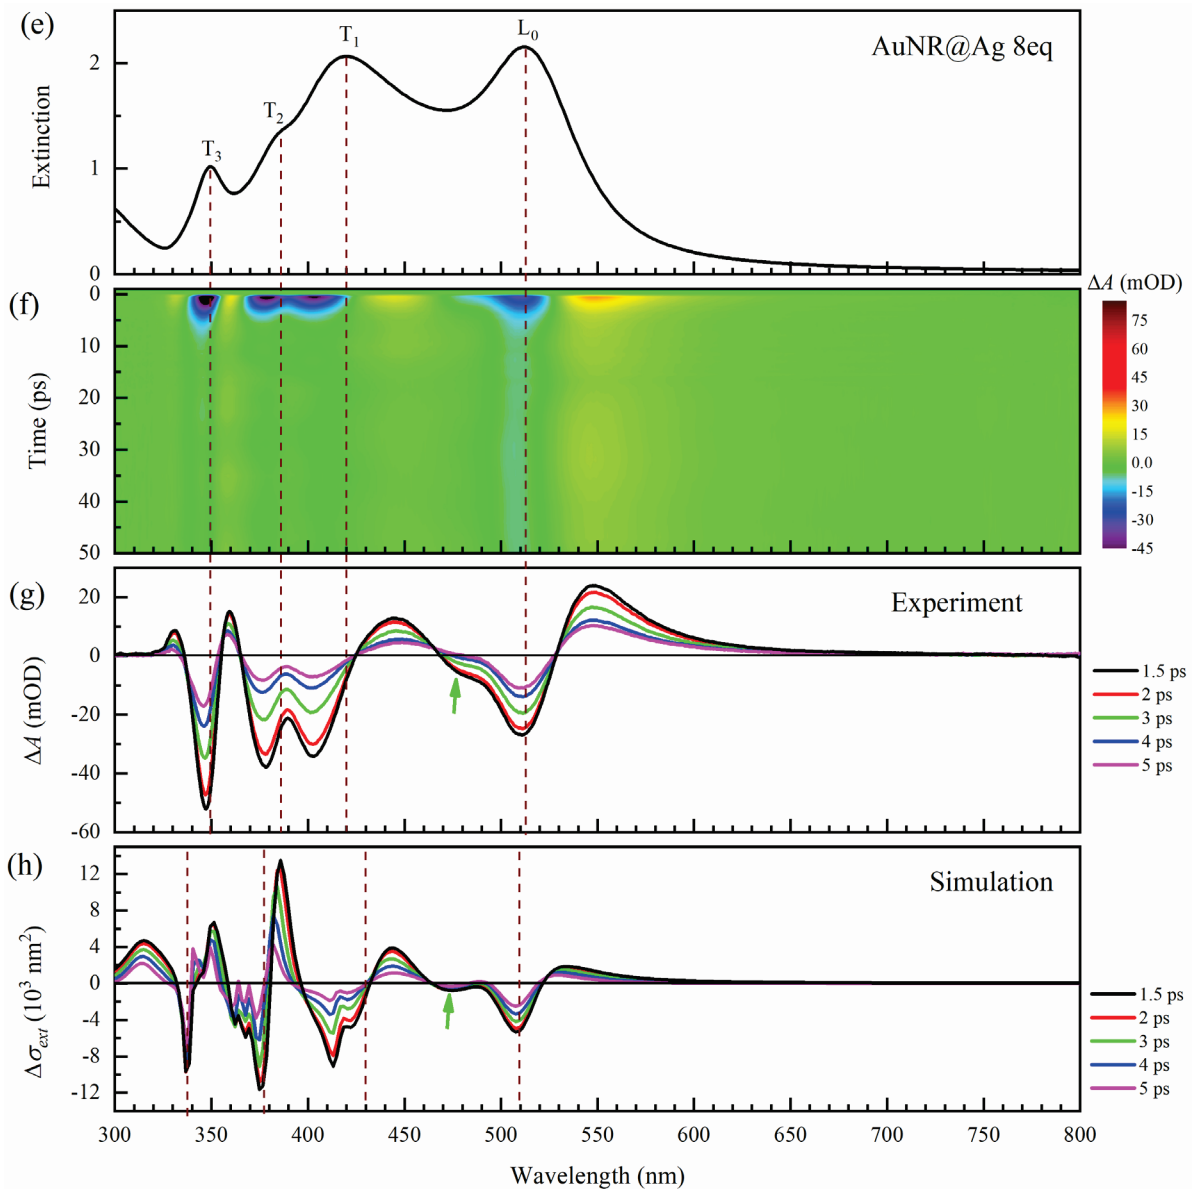 (e)
AuNR@Ag 8eq
T3
T2
T1
L0
Extinction
2
1
0
(f)
ΔA (mOD)
0
10
20
30
40
50
Time (ps)
75
60
45
30
15
0.0
-15
-30
-45
(g)
Experiment
20
0
-20
-40
-60
ΔA (mOD)
1.5 ps
2 ps
3 ps
4 ps
5 ps
(h)
Simulation
12
8
4
0
-4
-8
-12
Δσext (10³ nm²)
1.5 ps
2 ps
3 ps
4 ps
5 ps
300 350 400 450 500 550 600 650 700 750 800
Wavelength (nm)